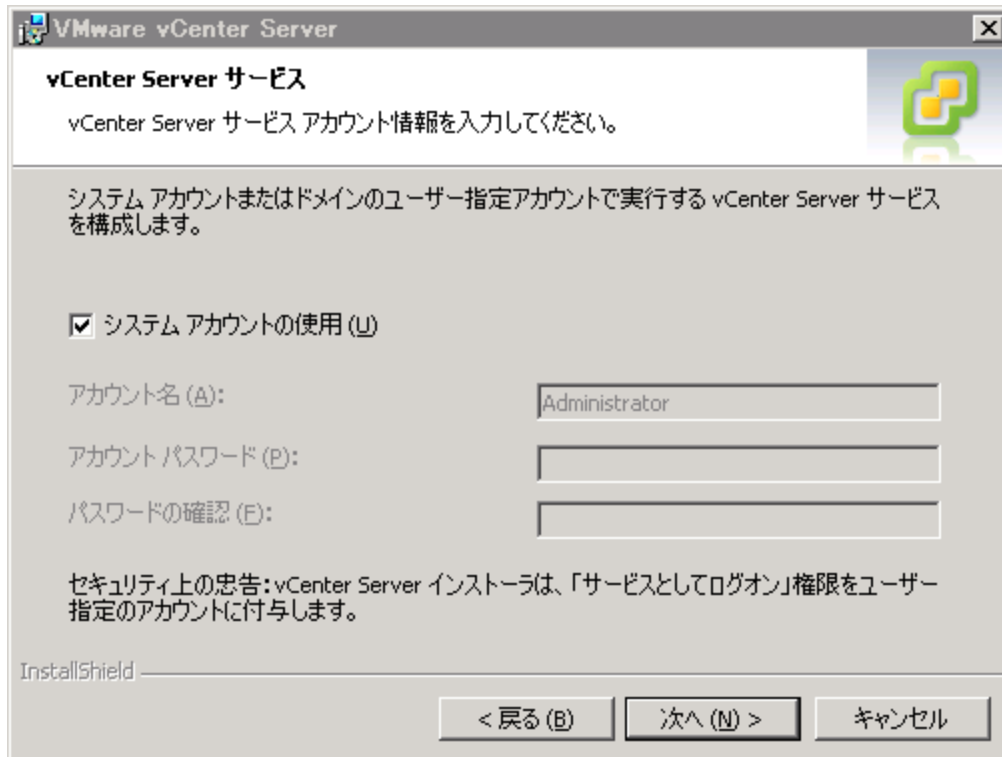 VMware vCenter Server
vCenter Server サービス
vCenter Server サービス アカウント情報を入力してください。
システム アカウントまたはドメインのユーザー指定アカウントで実行する vCenter Server サービス
を構成します。
システム アカウントの使用(U)
アカウント名(A):
Administrator
アカウント パスワード(P):
パスワードの確認(F):
セキュリティ上の忠告: vCenter Server インストーラは、「サービスとしてログオン」権限をユーザー
指定のアカウントに付与します。
InstallShield
< 戻る(B)
次へ(N) >
キャンセル